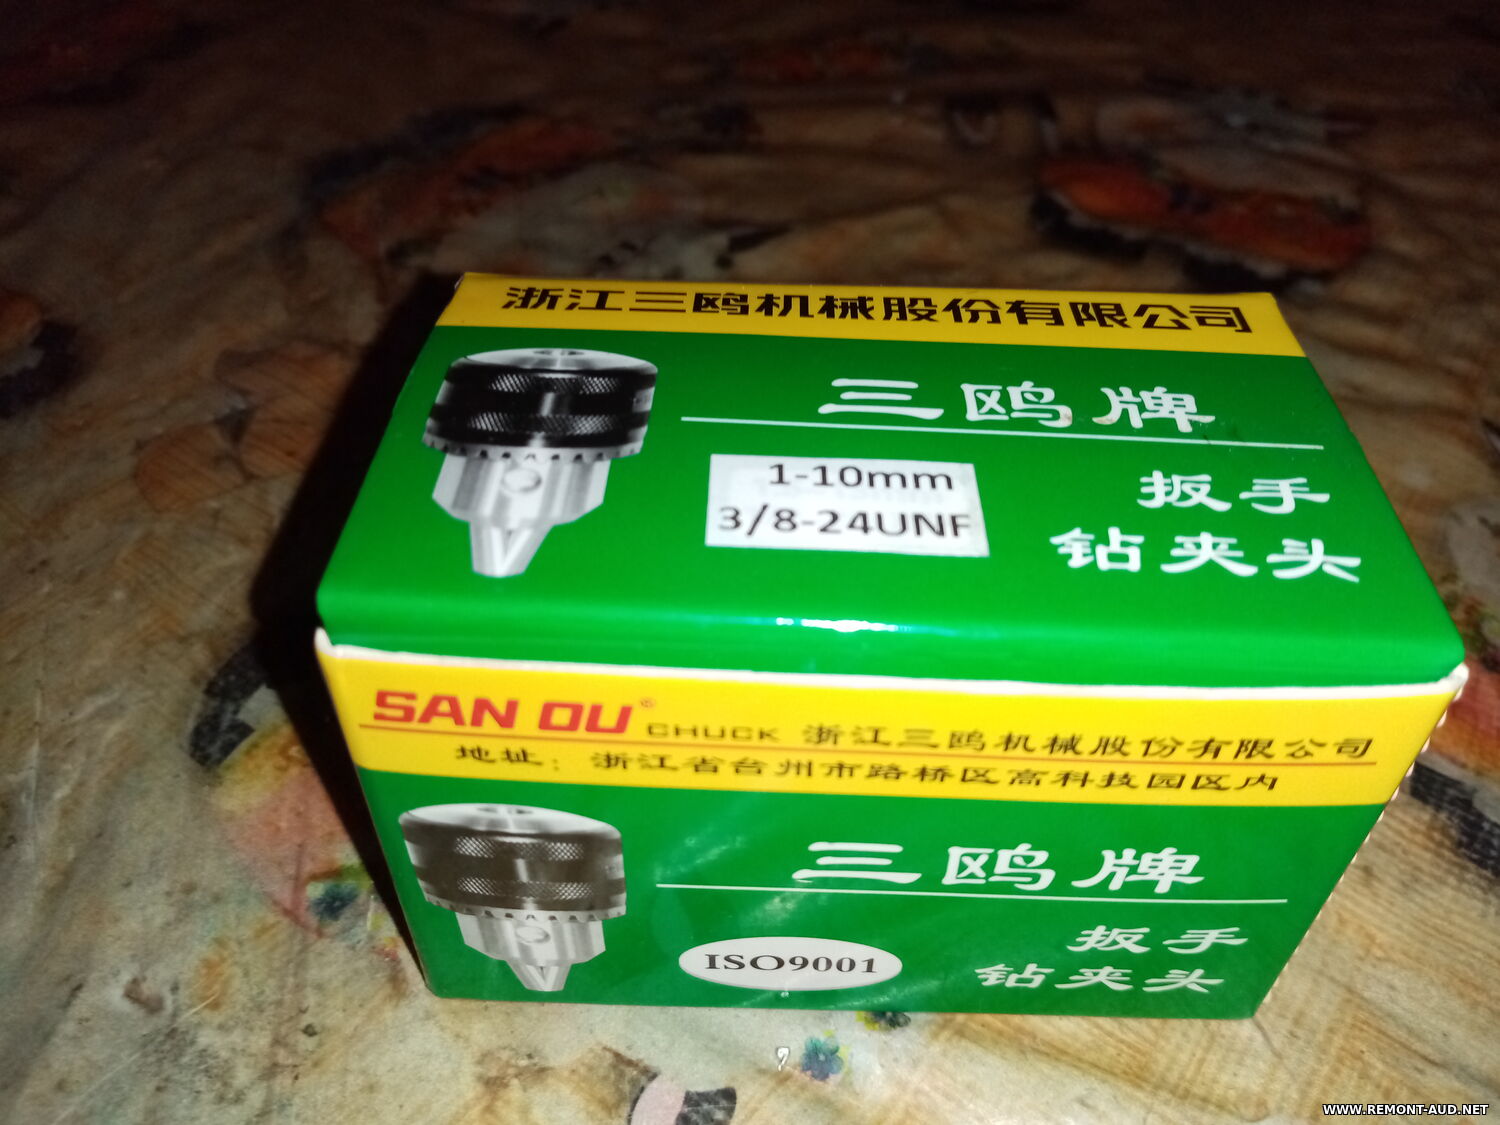 浙江三鸥机械股份有限公司
三鸥牌
1-10mm
3/8-24UNF
扳手
钻夹头
SAN OU® CHUCK 浙江三鸥机械股份有限公司
地址：浙江省台州市路桥区高科技园区内
三鸥牌
ISO9001
扳手
钻夹头
WWW.REMONT-AUD.NET